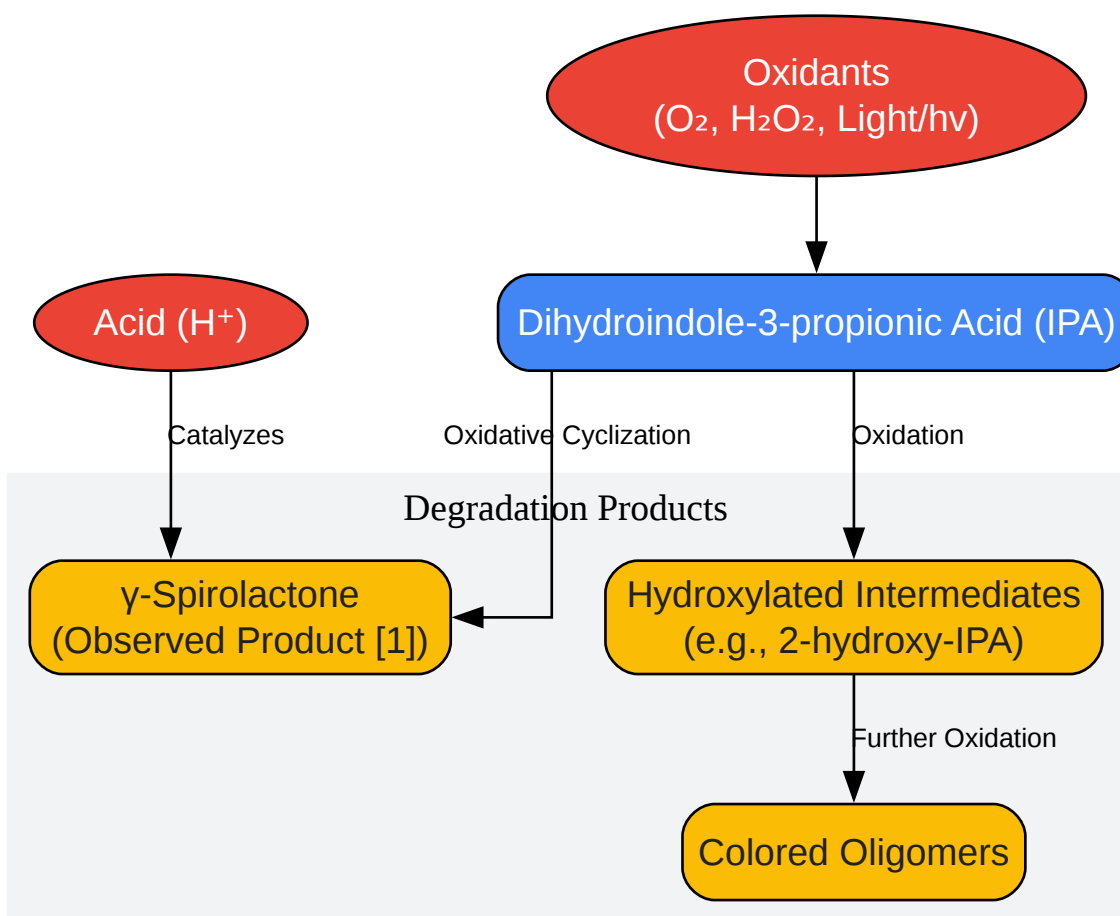 Oxidants
(O₂, H₂O₂, Light/hv)
Acid (H⁺)
Dihydroindole-3-propionic Acid (IPA)
Catalyzes
Oxidative Cyclization
Oxidation
Degradation Products
γ-Spirolactone
(Observed Product [1])
Hydroxylated Intermediates
(e.g., 2-hydroxy-IPA)
Further Oxidation
Colored Oligomers